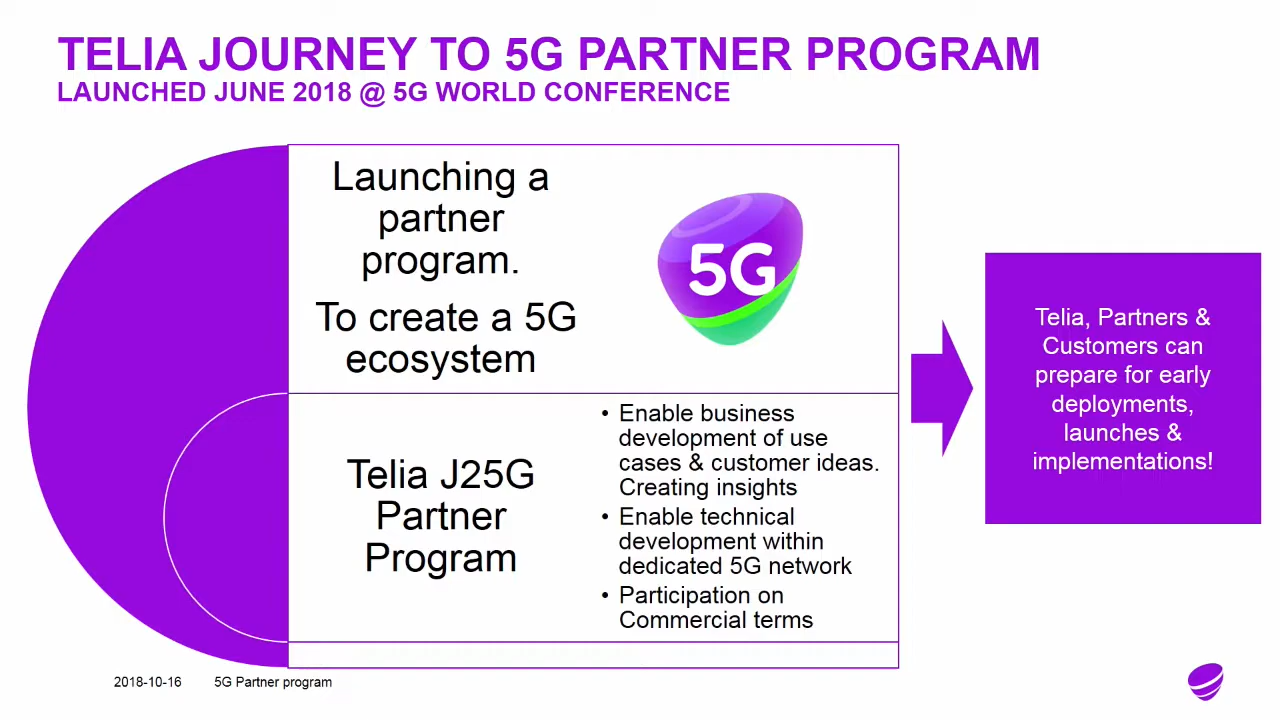 TELIA JOURNEY TO 5G PARTNER PROGRAM
LAUNCHED JUNE 2018 @ 5G WORLD CONFERENCE
Launching a
partner
program.
To create a 5G
ecosystem
5G
Telia J25G
Partner
Program
• Enable business
development of use
cases & customer ideas.
Creating insights
• Enable technical
development within
dedicated 5G network
• Participation on
Commercial terms
Telia, Partners &
Customers can
prepare for early
deployments,
launches &
implementations!
2018-10-16 5G Partner program